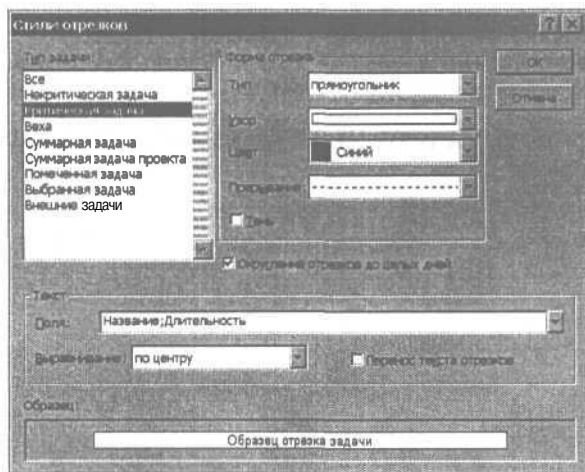 Стили отрезков
Тип задачи
Все
Некритическая задача
Критическая задача
Веха
Суммарная задача
Суммарная задача проекта
Помеченная задача
Выбранная задача
Внешние задачи
Форма отрезка
Тип: прямоугольник
Узор:
Цвет: Синий
Прерывание:
Тень
Округление отрезков до целых дней
ОК
Отмена
Текст
Поля: Название;Длительность
Выравнивание: по центру
Перенос текста отрезков
Образец:
Образец отрезка задачи